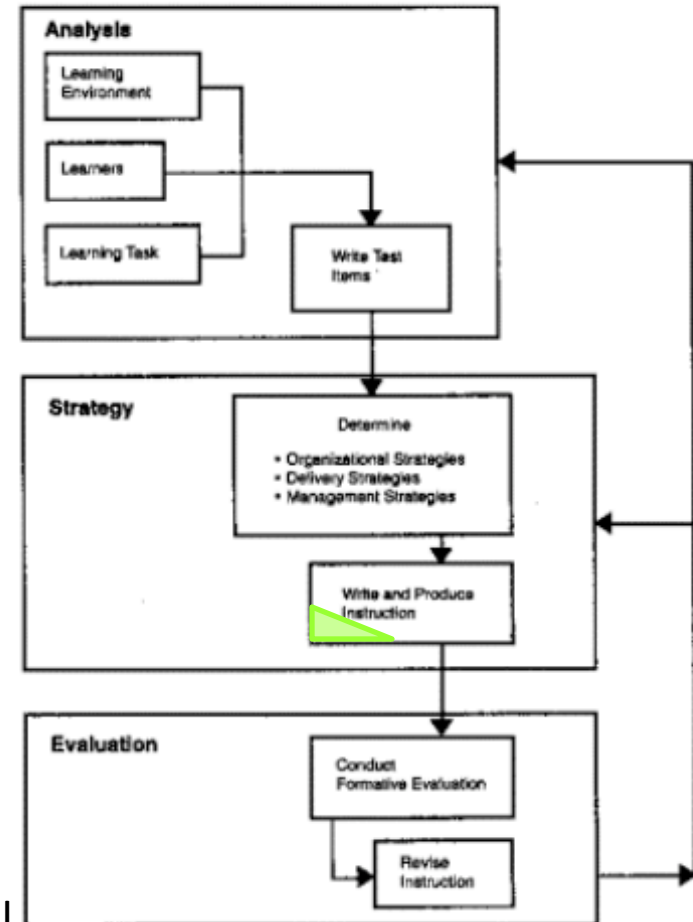 Analysis
Learning
Environment
Learners
Learning Task
Write Test
Items
Strategy
Determine
• Organizational Strategies
• Delivery Strategies
• Management Strategies
Write and Produce
Instruction
Evaluation
Conduct
Formative Evaluation
Revise
Instruction